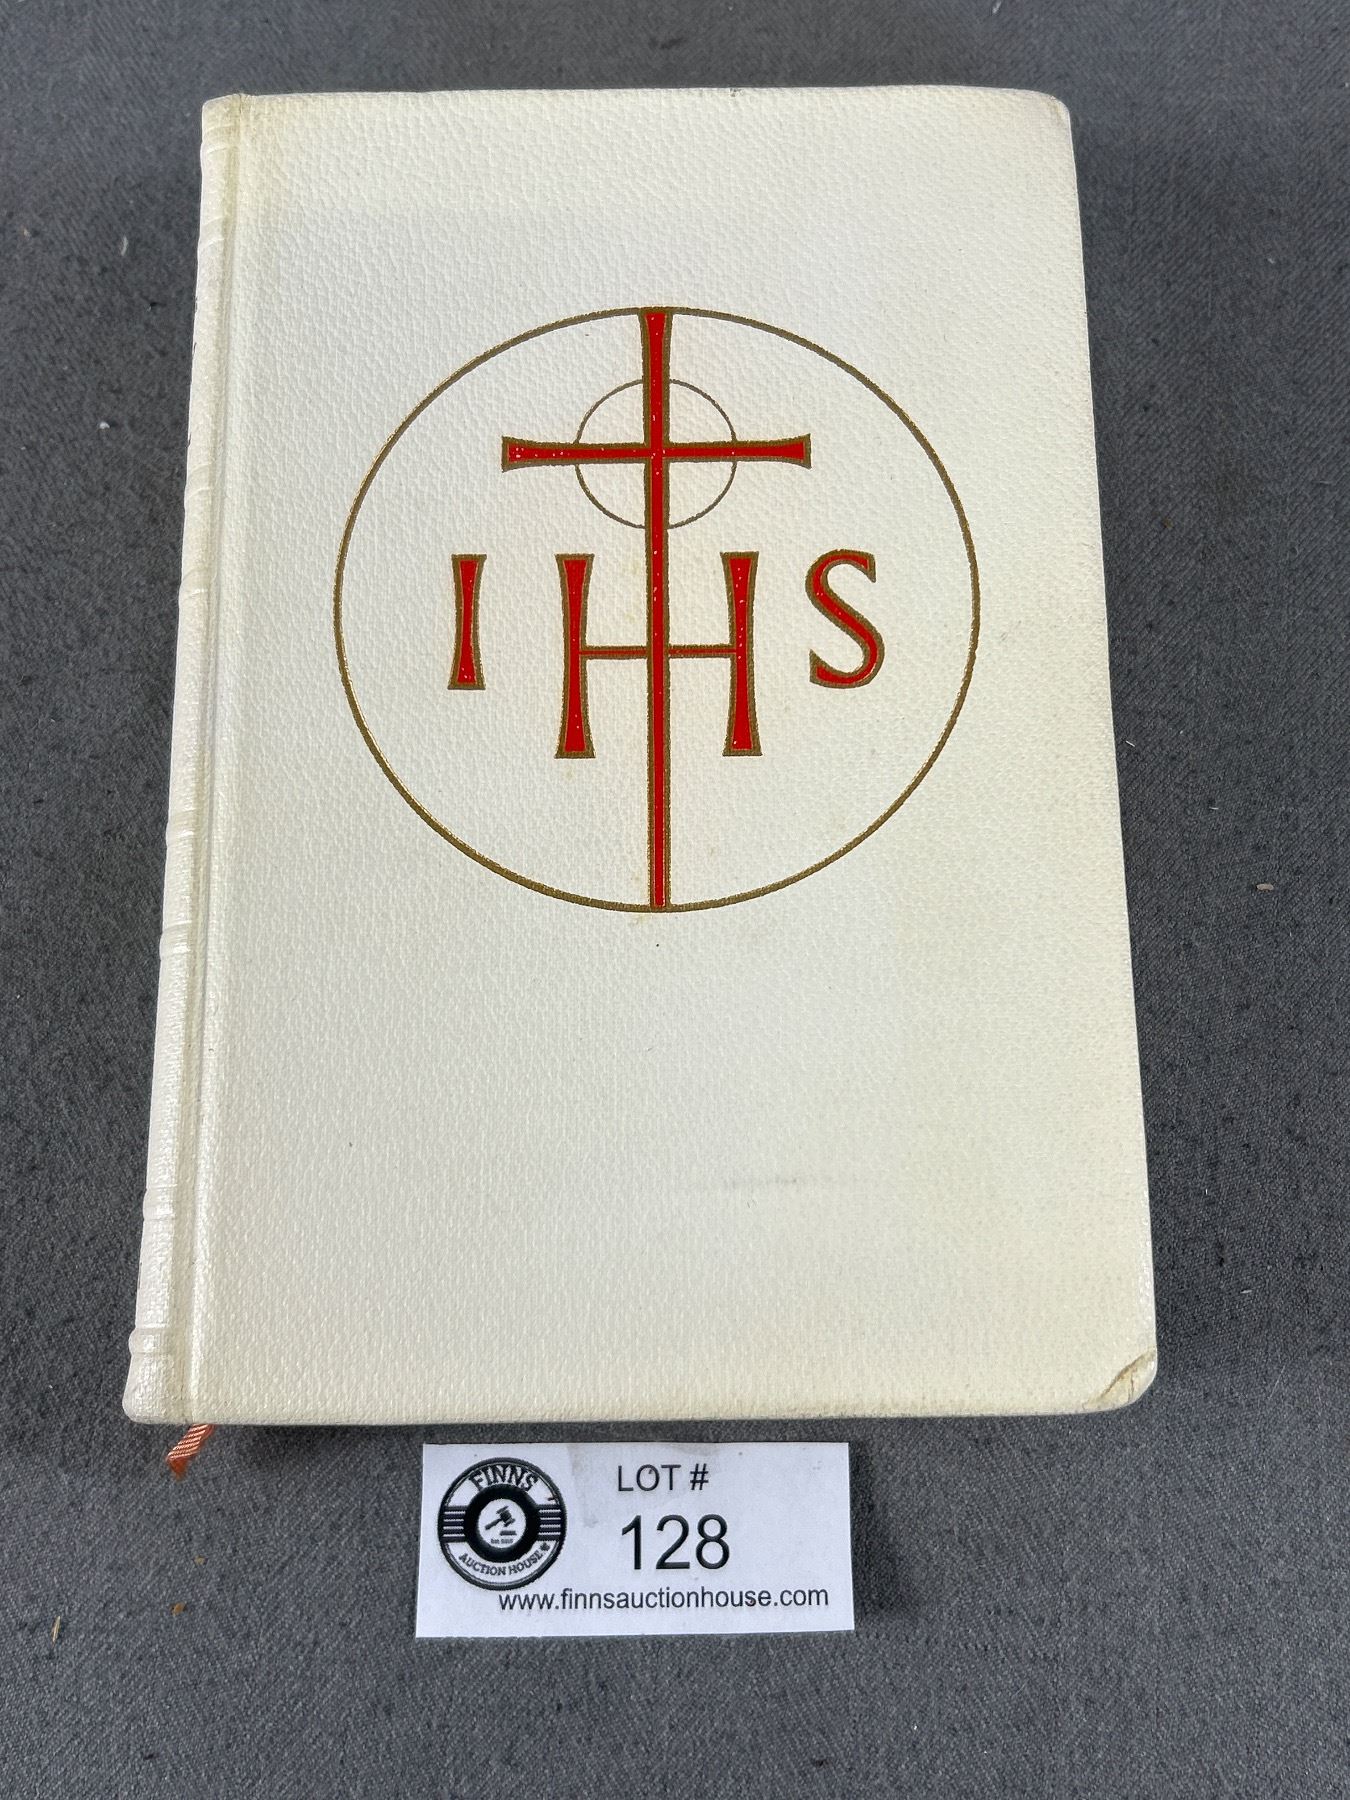 IHS
FINNS
AUCTION HOUSE
LOT #
128
www.finnsauctionhouse.com